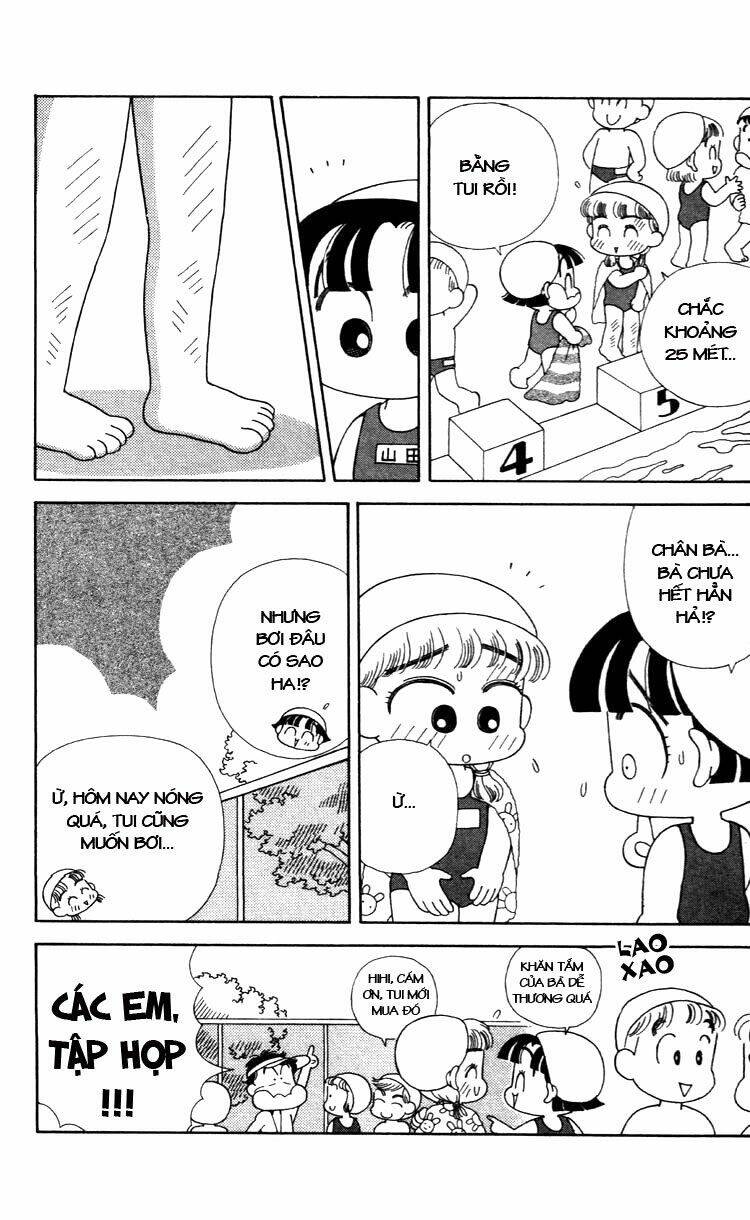 BẰNG
TUI RỒI!
CHẮC
KHOẢNG
25 MÉT...
4
5
山田
CHÂN BÀ...
BÀ CHƯA
HẾT HẲN
HẢ!?
Ừ...
NHƯNG
BƠI ĐÂU
CÓ SAO
HA!?
Ừ, HÔM NAY NÓNG
QUÁ, TUI CŨNG
MUỐN BƠI...
LAO
XAO
KHĂN TẮM
CỦA BÀ DỄ
THƯƠNG QUÁ
HIHI, CÁM
ƠN, TUI MỚI
MUA ĐÓ
CÁC EM,
TẬP HỌP
!!!